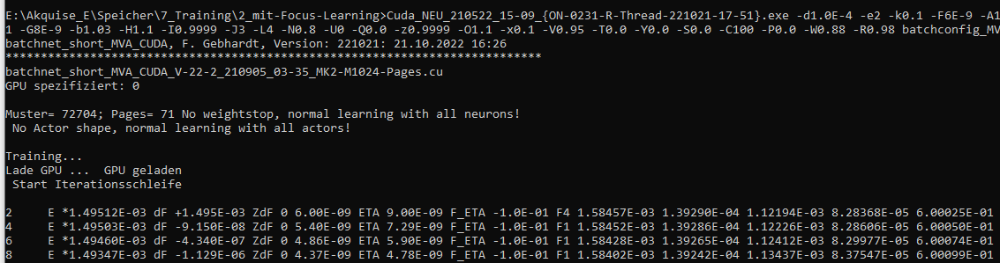 E:\Akquise_E\Speicher\7_Training\2_mit-Focus-Learning>Cuda_NEU_210522_15-09_{ON-0231-R-Thread-221021-17-51}.exe -d1.0E-4 -e2 -k0.1 -F6E-9 -A1
1 -G8E-9 -b1.03 -H1.1 -I0.9999 -J3 -L4 -N0.8 -U0 -Q0.0 -z0.9999 -O1.1 -x0.1 -V0.95 -T0.0 -Y0.0 -S0.0 -C100 -P0.0 -W0.88 -R0.98 batchconfig_MV
batchnet_short_MVA_CUDA, F. Gebhardt, Version: 221021: 21.10.2022 16:26
****************************************************************************
batchnet_short_MVA_CUDA_V-22-2_210905_03-35_MK2-M1024-Pages.cu
GPU spezifiziert: 0
Muster= 72704; Pages= 71 No weightstop, normal learning with all neurons!
No Actor shape, normal learning with all actors!
Training...
Lade GPU ... GPU geladen
Start Iterationsschleife
2 E *1.49512E-03 dF +1.495E-03 ZdF 0 6.00E-09 ETA 9.00E-09 F_ETA -1.0E-01 F4 1.58457E-03 1.39290E-04 1.12194E-03 8.28368E-05 6.00025E-01
4 E *1.49503E-03 dF -9.150E-08 ZdF 0 5.40E-09 ETA 7.29E-09 F_ETA -1.0E-01 F1 1.58452E-03 1.39286E-04 1.12226E-03 8.28606E-05 6.00050E-01
6 E *1.49460E-03 dF -4.340E-07 ZdF 0 4.86E-09 ETA 5.90E-09 F_ETA -1.0E-01 F1 1.58428E-03 1.39265E-04 1.12412E-03 8.29977E-05 6.00074E-01
8 E *1.49347E-03 dF -1.129E-06 ZdF 0 4.37E-09 ETA 4.78E-09 F_ETA -1.0E-01 F1 1.58402E-03 1.39242E-04 1.13437E-03 8.37547E-05 6.00099E-01